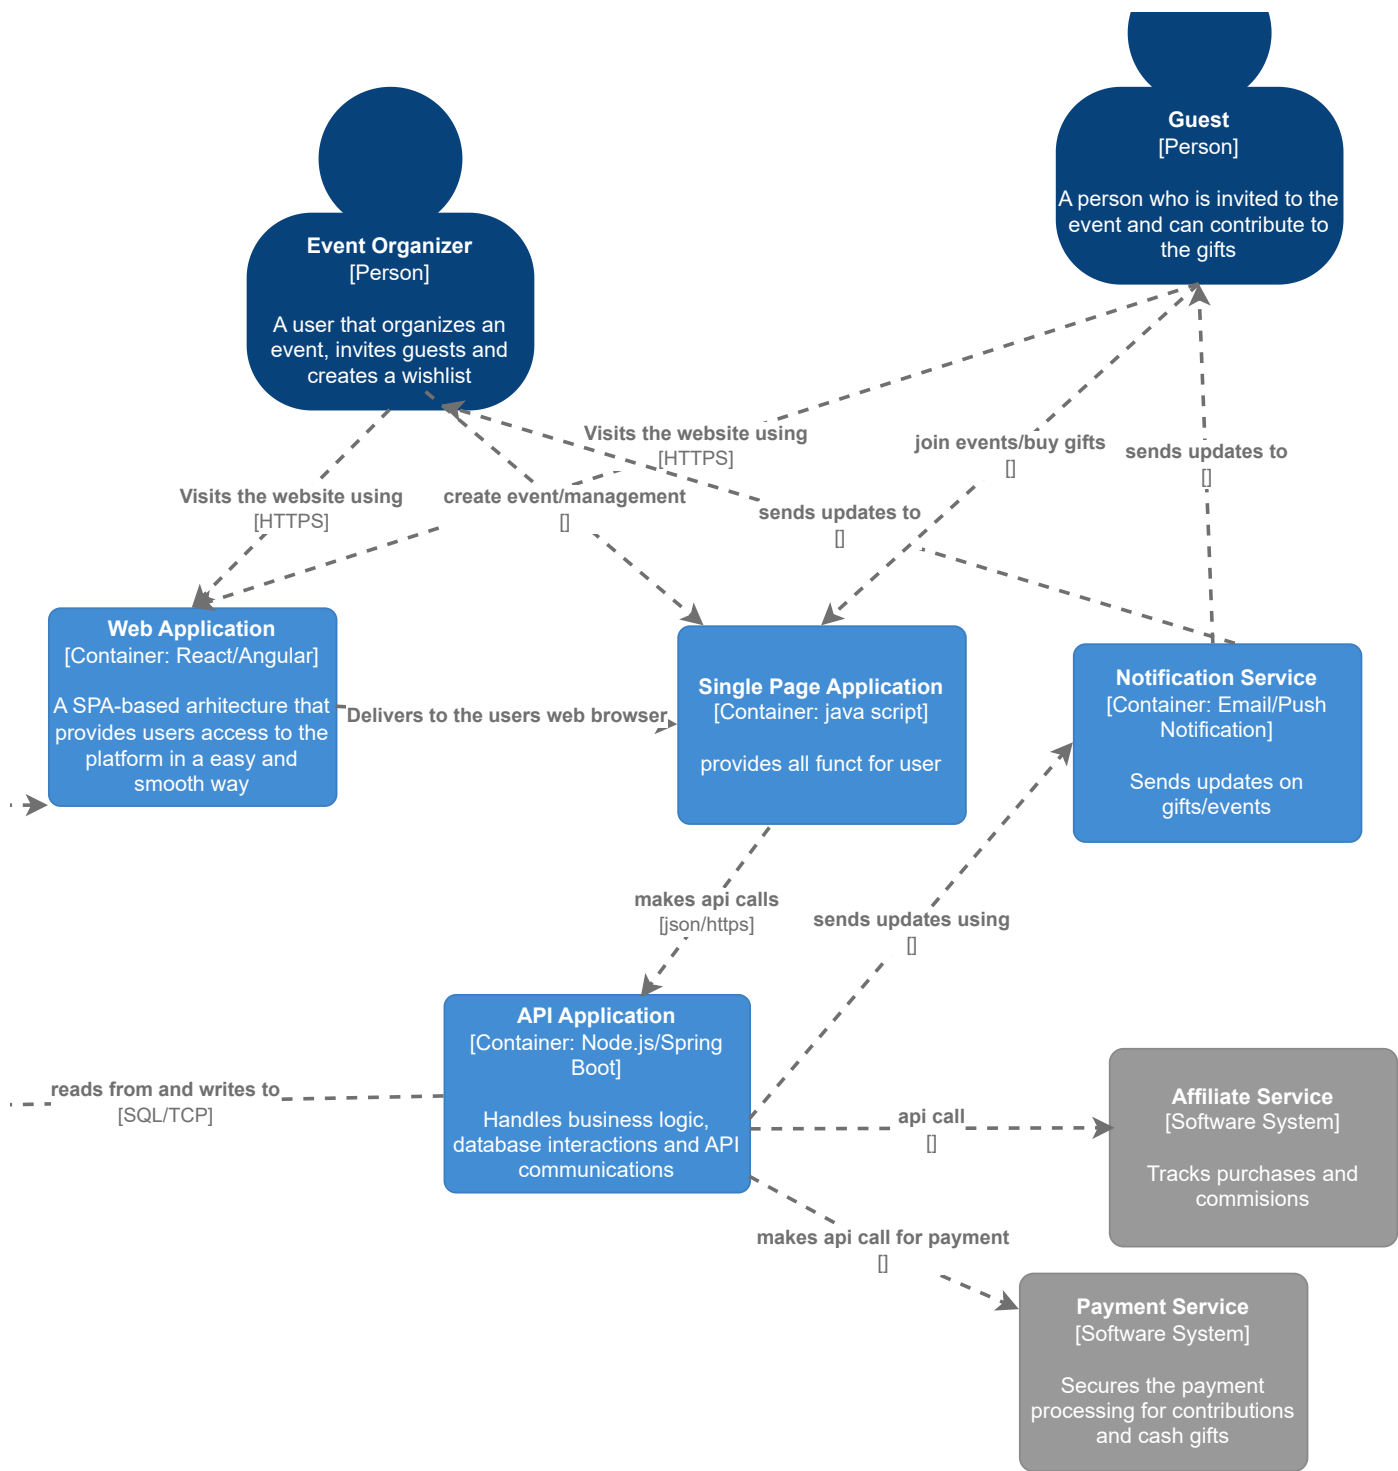 Guest
[Person]
A person who is invited to the
event and can contribute to
the gifts
Event Organizer
[Person]
A user that organizes an
event, invites guests and
creates a wishlist
Visits the website using
[HTTPS]
join events/buy gifts
[]
sends updates to
[]
Visits the website using
[HTTPS]
create event/management
[]
sends updates to
[]
Web Application
[Container: React/Angular]
A SPA-based arhitecture that
provides users access to the
platform in a easy and
smooth way
Delivers to the users web browser
Single Page Application
[Container: java script]
provides all funct for user
Notification Service
[Container: Email/Push
Notification]
Sends updates on
gifts/events
makes api calls
[json/https]
sends updates using
[]
API Application
[Container: Node.js/Spring
Boot]
Handles business logic,
database interactions and API
communications
reads from and writes to
[SQL/TCP]
api call
[]
Affiliate Service
[Software System]
Tracks purchases and
commisions
makes api call for payment
[]
Payment Service
[Software System]
Secures the payment
processing for contributions
and cash gifts